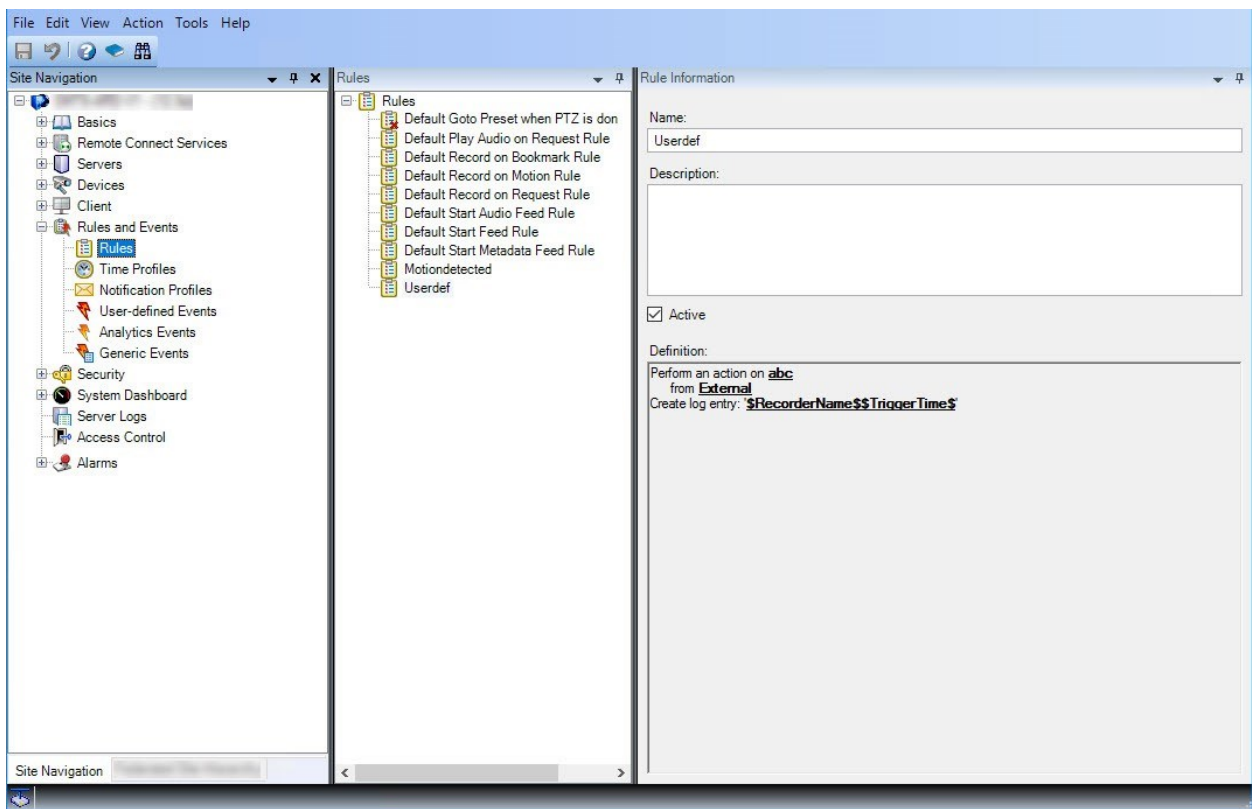 File Edit View Action Tools Help
Site Navigation
Basics
Remote Connect Services
Servers
Devices
Client
Rules and Events
Rules
Time Profiles
Notification Profiles
User-defined Events
Analytics Events
Generic Events
Security
System Dashboard
Server Logs
Access Control
Alarms
Site Navigation
Rules
Rules
Default Goto Preset when PTZ is don
Default Play Audio on Request Rule
Default Record on Bookmark Rule
Default Record on Motion Rule
Default Record on Request Rule
Default Start Audio Feed Rule
Default Start Feed Rule
Default Start Metadata Feed Rule
Motiondetected
Userdef
Rule Information
Name:
Userdef
Description:
Active
Definition:
Perform an action on abc
from External
Create log entry: '$RecorderName$$TriggerTime$'